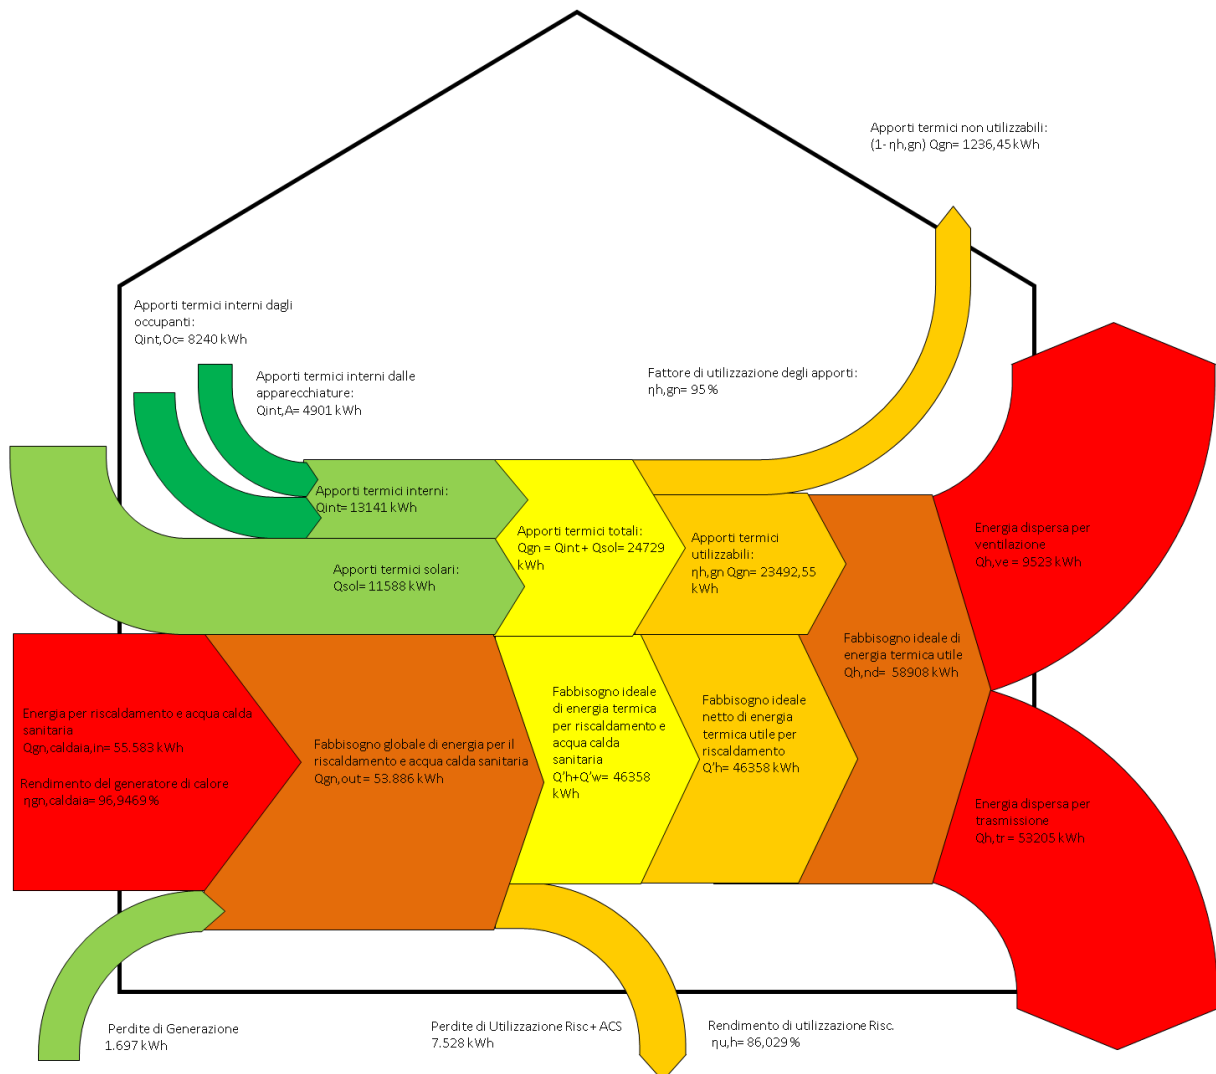 Apporti termici non utilizzabili:
(1- ηh,gn) Qgn= 1236,45 kWh
Apporti termici interni dagli
occupanti:
Qint,Oc= 8240 kWh
Apporti termici interni dalle
apparecchiature:
Qint,A= 4901 kWh
Fattore di utilizzazione degli apporti:
ηh,gn= 95 %
Apporti termici interni:
Qint= 13141 kWh
Apporti termici solari:
Qsol= 11588 kWh
Apporti termici totali:
Qgn = Qint + Qsol= 24729
kWh
Apporti termici
utilizzabili:
ηh,gn Qgn= 23492,55
kWh
Energia dispersa per
ventilazione
Qh,ve = 9523 kWh
Fabbisogno ideale di
energia termica utile
Qh,nd= 58908 kWh
Energia per riscaldamento e acqua calda
sanitaria
Qgn,caldaia,in= 55.583 kWh
Rendimento del generatore di calore
ηgn,caldaia= 96,9469 %
Fabbisogno globale di energia per il
riscaldamento e acqua calda sanitaria
Qgn,out = 53.886 kWh
Fabbisogno ideale
di energia termica
per riscaldamento e
acqua calda
sanitaria
Q'h+Q'w= 46358
kWh
Fabbisogno ideale
netto di energia
termica utile per
riscaldamento
Q'h= 46358 kWh
Energia dispersa per
trasmissione
Qh,tr = 53205 kWh
Perdite di Generazione
1.697 kWh
Perdite di Utilizzazione Risc + ACS
7.528 kWh
Rendimento di utilizzazione Risc.
ηu,h= 86,029 %